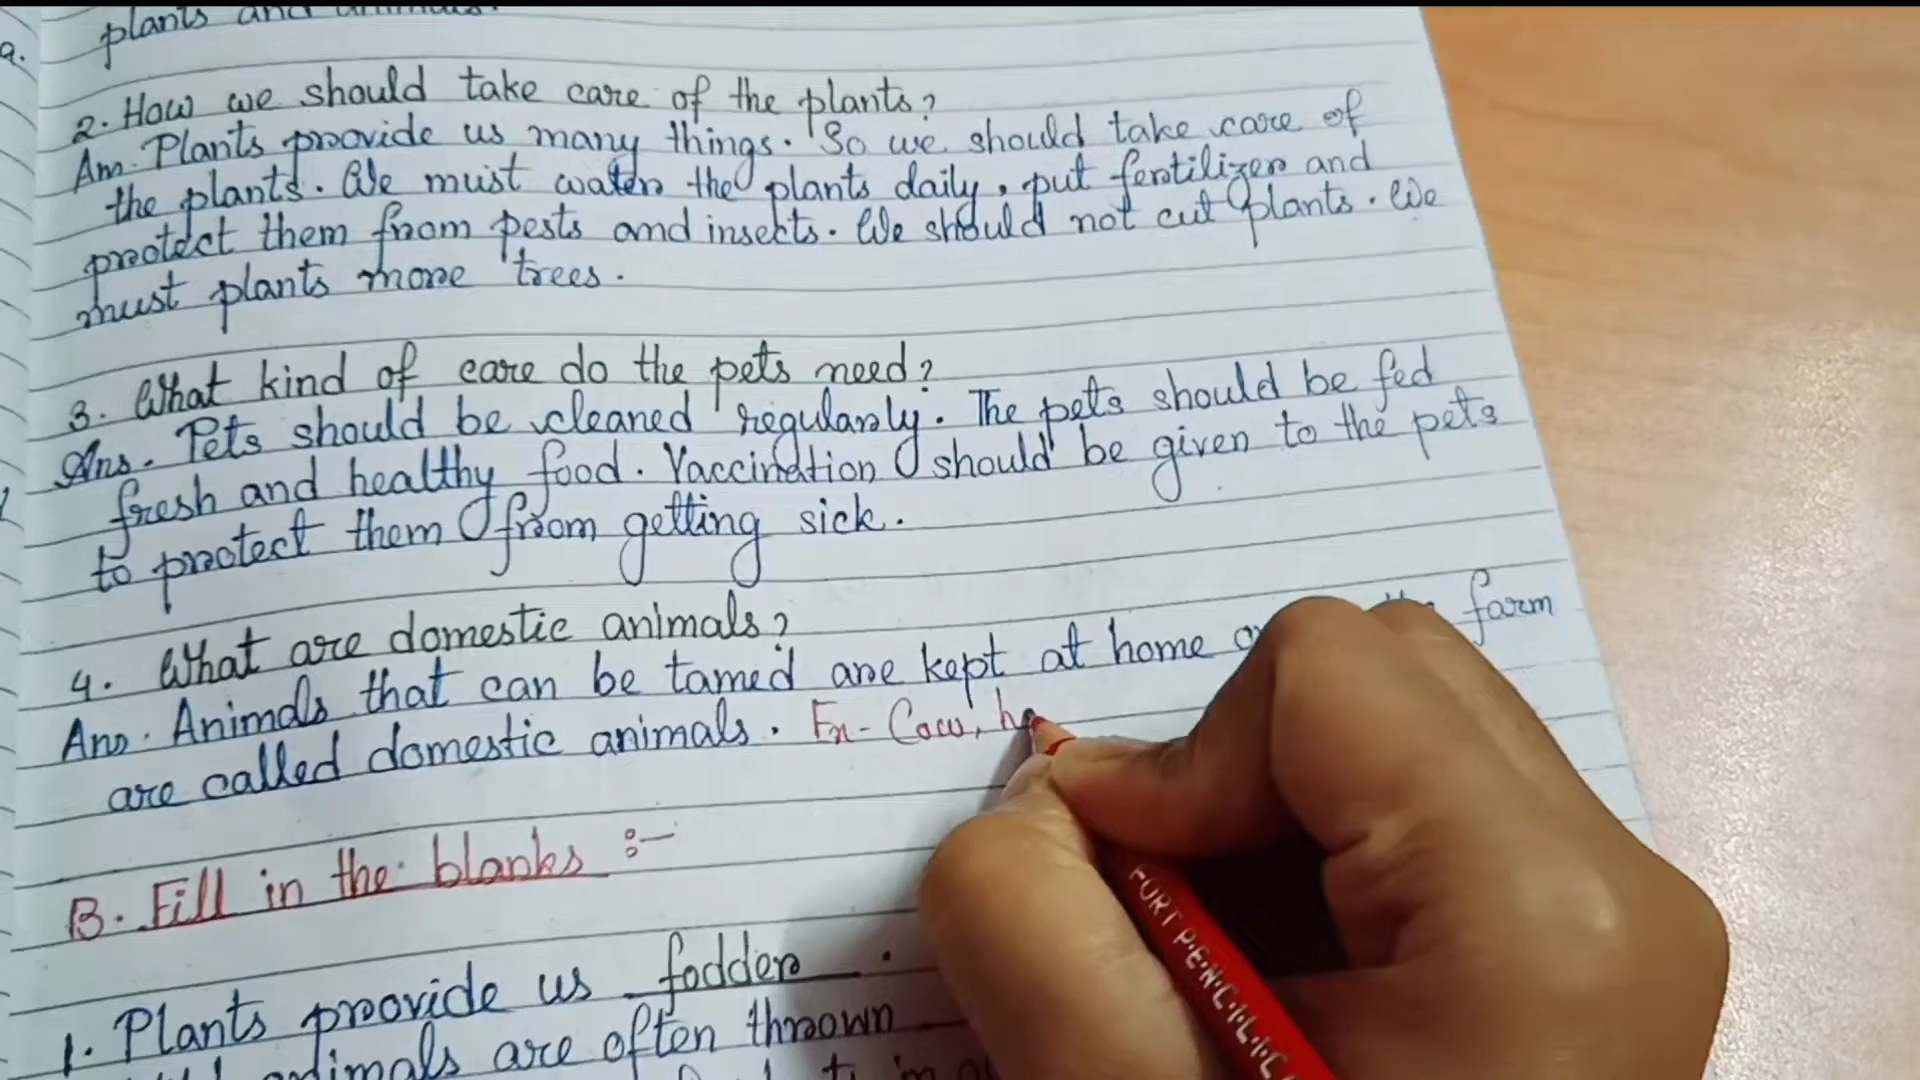 plants and animals.
a.
2. How we should take care of the plants?
Ans. Plants provide us many things. So we should take care of
the plants. We must water the plants daily, put fertilizer and
protect them from pests and insects. We should not cut plants. We
must plants more trees.
3. What kind of care do the pets need?
Ans. Pets should be cleaned regularly. The pets should be fed
fresh and healthy food. Vaccination should be given to the pets
to protect them from getting sick.
4. What are domestic animals?
Ans. Animals that can be tamed are kept at home farm
are called domestic animals. Ex- Cow,
B. Fill in the blanks :-
1. Plants provide us fodder.
animals are often thrown
FORT PENCIL